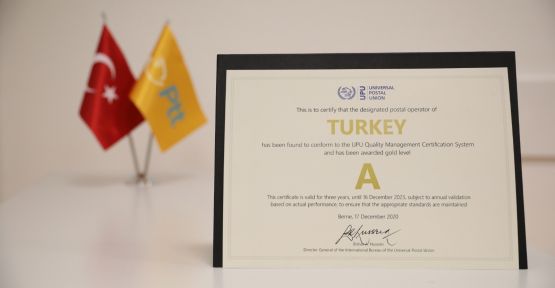 Ptt
UPU
UNIVERSAL
POSTAL
UNION
This is to certify that the designated postal operator of
TURKEY
has been found to conform to the UPU Quality Management Certification System
and has been awarded gold level
A
This certificate is valid for three years, until 16 December 2023, subject to annual validation
based on actual performance, to ensure that the appropriate standards are maintained
Berne, 17 December 2020
Hussein
Director General of the International Bureau of the Universal Postal Union